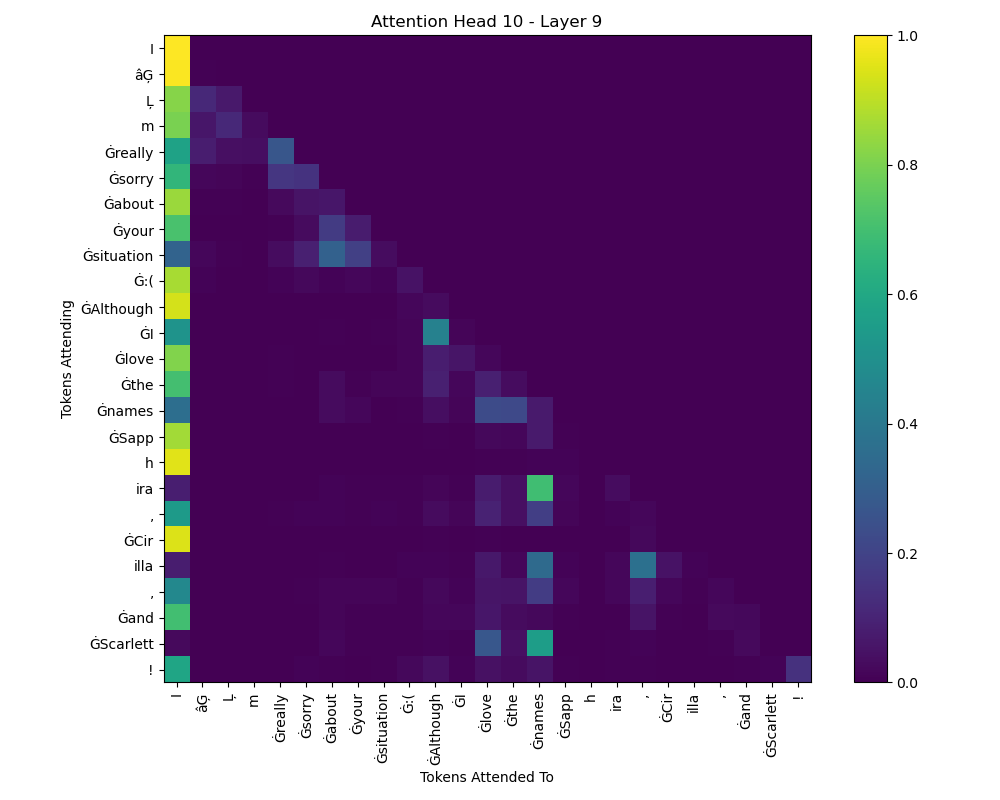 Attention Head 10 - Layer 9
Tokens Attending
I
âĢ
Ļ
m
Ġreally
Ġsorry
Ġabout
Ġyour
Ġsituation
Ġ:(
ĠAlthough
ĠI
Ġlove
Ġthe
Ġnames
ĠSapp
h
ira
,
ĠCir
illa
,
Ġand
ĠScarlett
!
I
âĢ
Ļ
m
Ġreally
Ġsorry
Ġabout
Ġyour
Ġsituation
Ġ:(
ĠAlthough
ĠI
Ġlove
Ġthe
Ġnames
ĠSapp
h
ira
,
ĠCir
illa
,
Ġand
ĠScarlett
!
Tokens Attended To
1.0
0.8
0.6
0.4
0.2
0.0